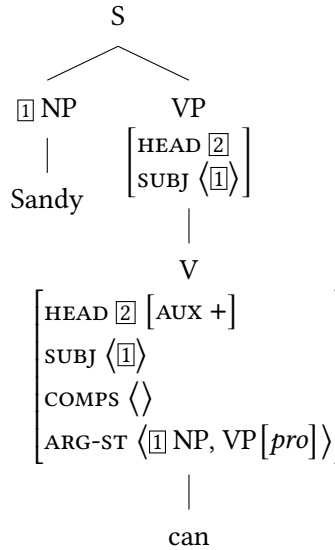 S
1 NP VP
[HEAD 2
SUBJ ⟨1⟩]
Sandy
V
[HEAD 2 [AUX +]
SUBJ ⟨1⟩
COMPS ⟨⟩
ARG-ST ⟨1 NP, VP[pro]⟩
can